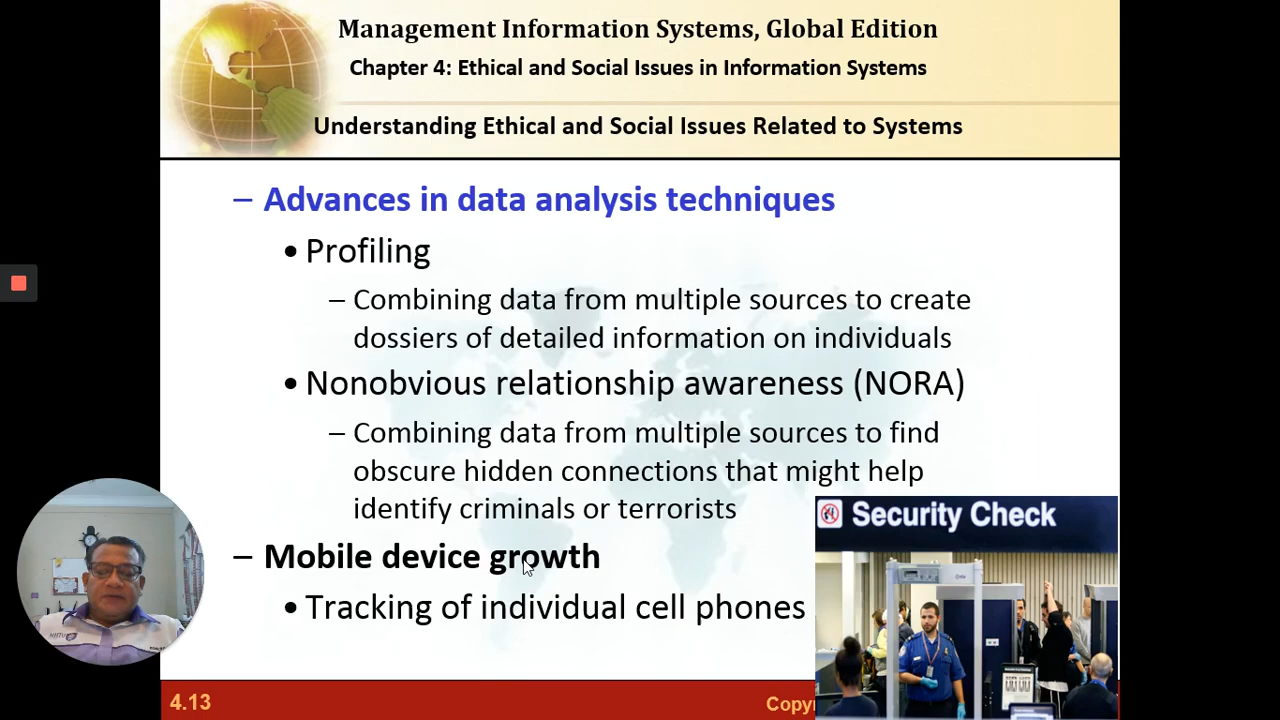 Management Information Systems, Global Edition
Chapter 4: Ethical and Social Issues in Information Systems
Understanding Ethical and Social Issues Related to Systems
– Advances in data analysis techniques
• Profiling
– Combining data from multiple sources to create
dossiers of detailed information on individuals
• Nonobvious relationship awareness (NORA)
– Combining data from multiple sources to find
obscure hidden connections that might help
identify criminals or terrorists
– Mobile device growth
• Tracking of individual cell phones
Security Check
4.13
Copy